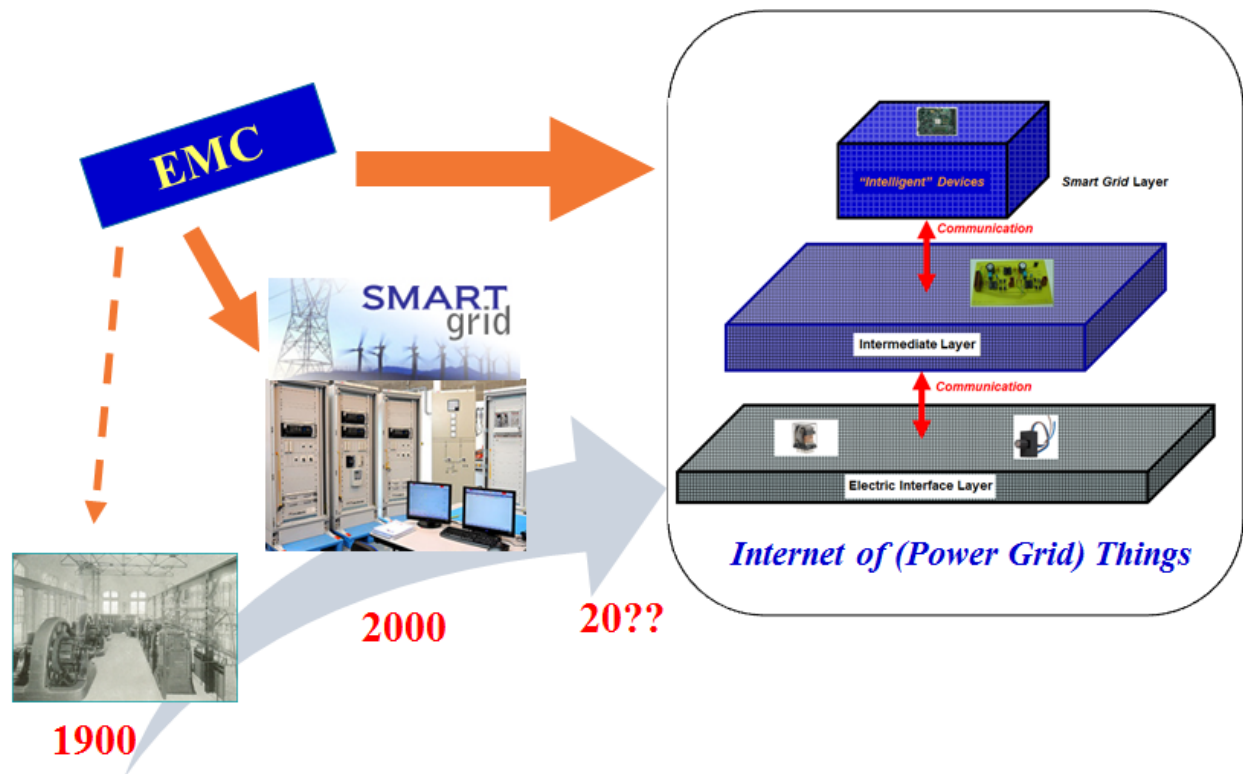 EMC
SMART
grid
1900
2000
20??
"Intelligent" Devices
Smart Grid Layer
Communication
Intermediate Layer
Communication
Electric Interface Layer
Internet of (Power Grid) Things